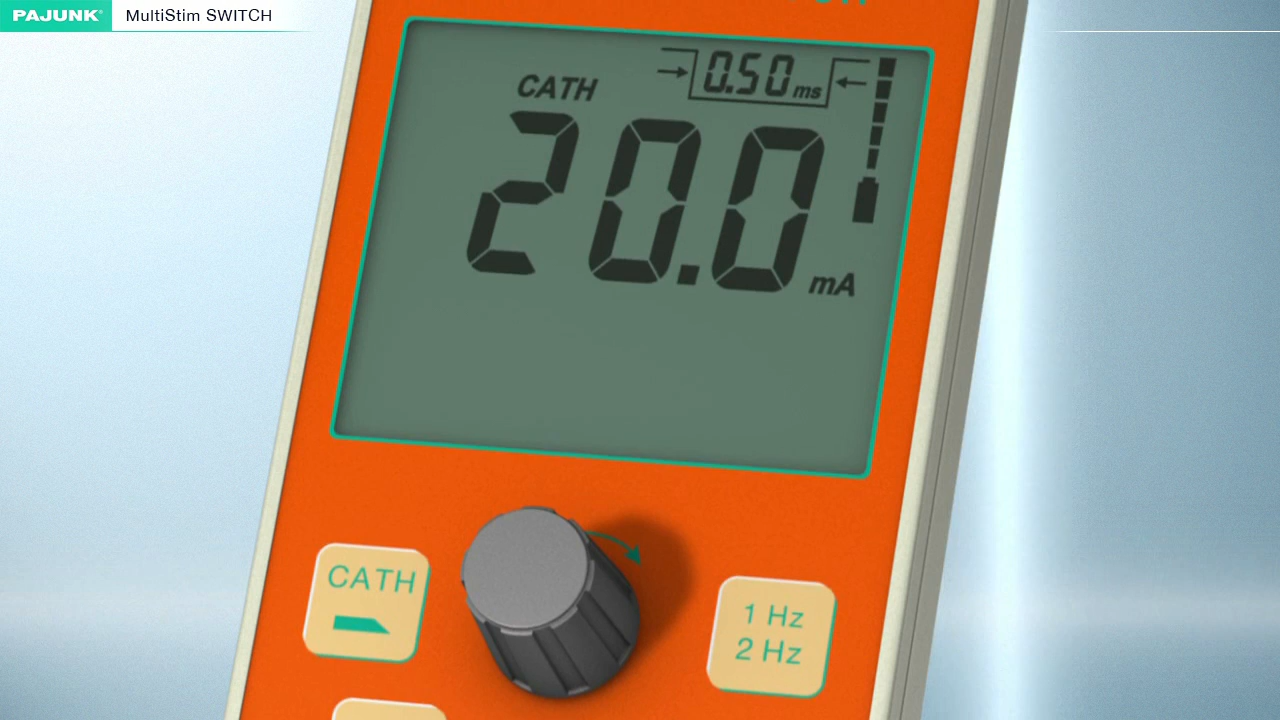 PAJUNK®
MultiStim SWITCH
0.50 ms
CATH
20.0 mA
CATH
1 Hz
2 Hz